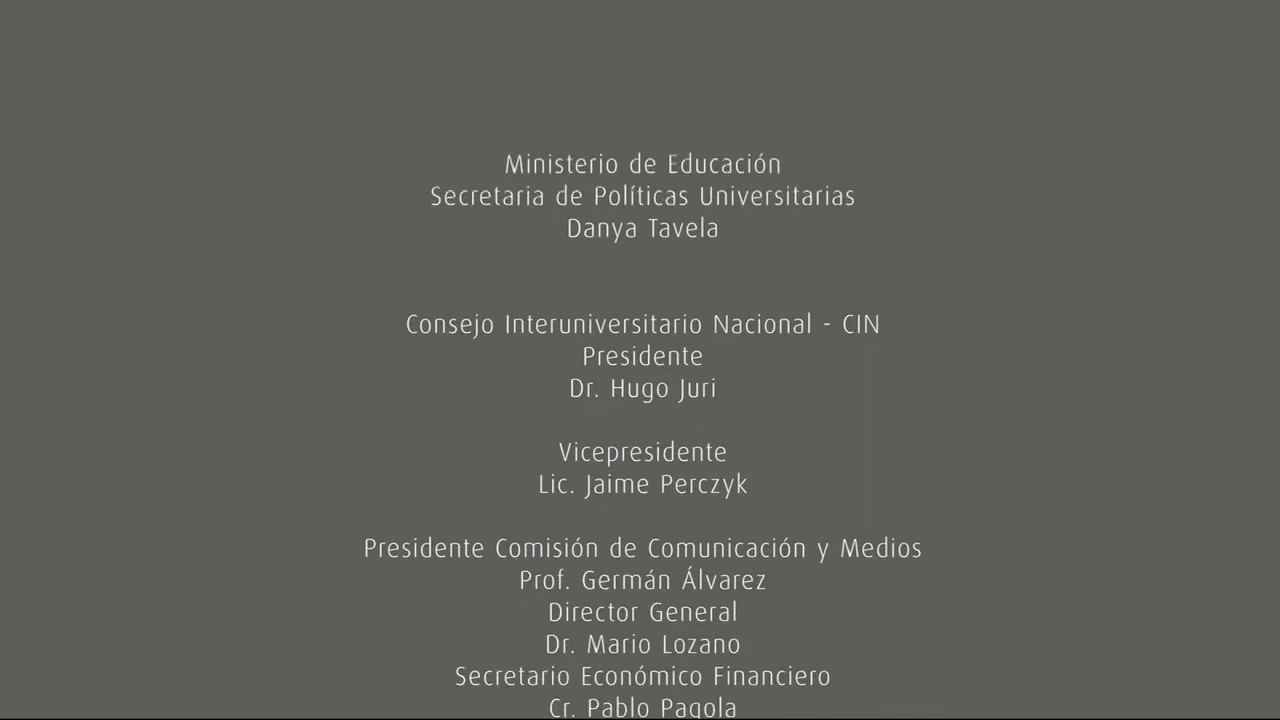 Ministerio de Educación
Secretaria de Políticas Universitarias
Danya Tavela
Consejo Interuniversitario Nacional - CIN
Presidente
Dr. Hugo Juri
Vicepresidente
Lic. Jaime Perczyk
Presidente Comisión de Comunicación y Medios
Prof. Germán Álvarez
Director General
Dr. Mario Lozano
Secretario Económico Financiero
Cr. Pablo Pagola